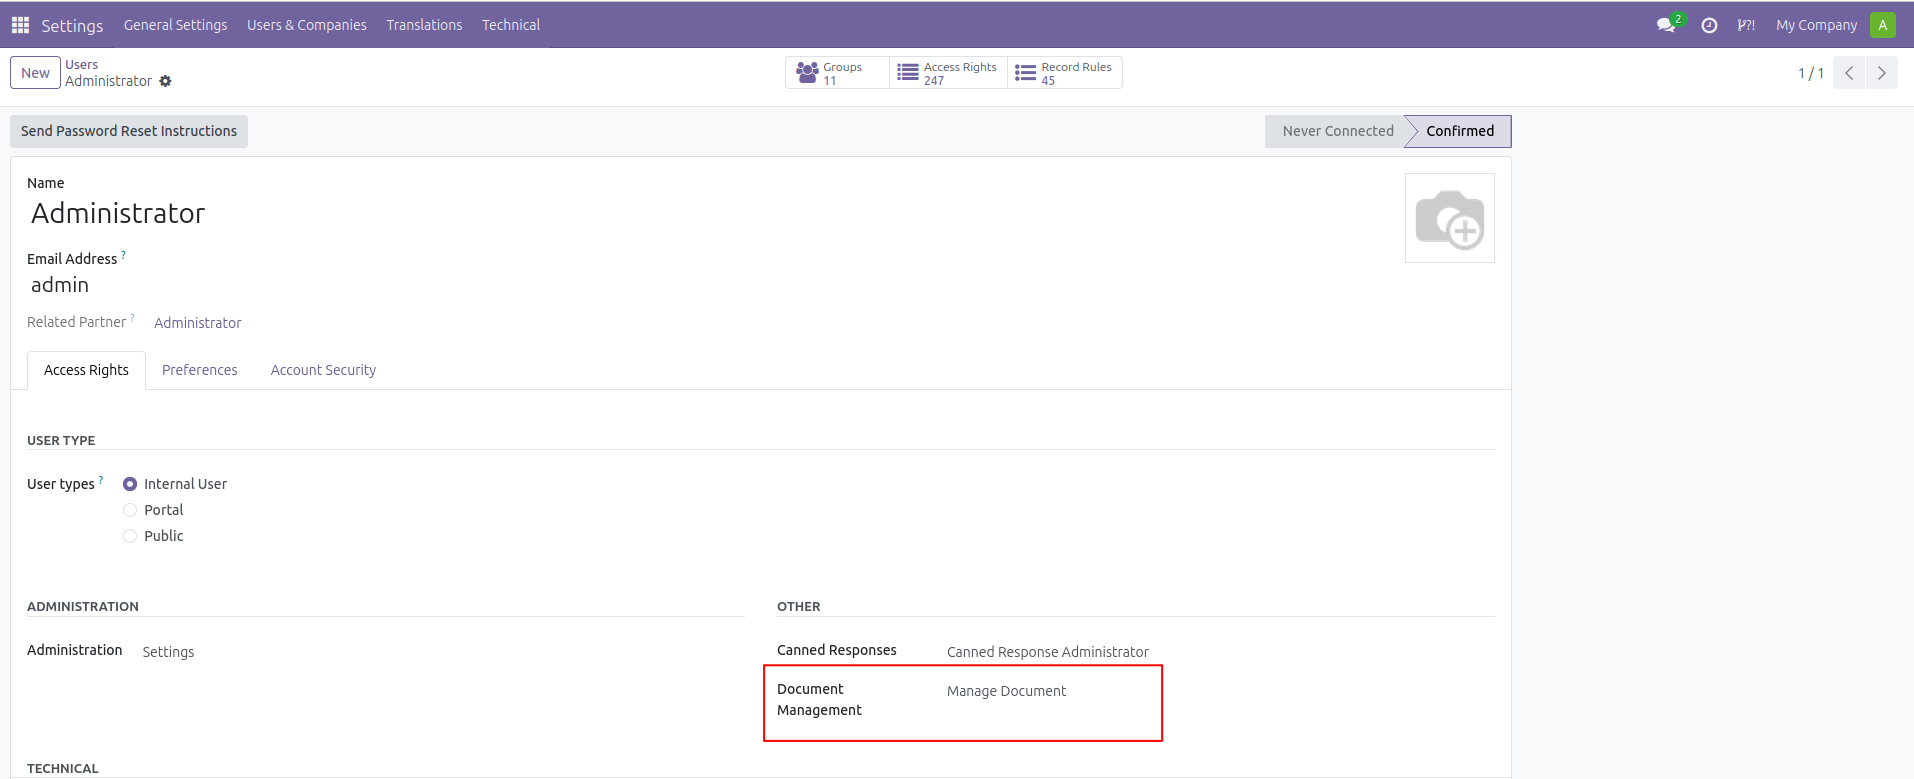 Settings General Settings Users & Companies Translations Technical 2 ?! My Company A
New Users Groups Access Rights Record Rules 1 / 1
Administrator 11 247 45
Send Password Reset Instructions Never Connected Confirmed
Name
Administrator
Email Address ?
admin
Related Partner ? Administrator
Access Rights Preferences Account Security
USER TYPE
User types ? Internal User
Portal
Public
ADMINISTRATION OTHER
Administration Settings Canned Responses Canned Response Administrator
Document Manage Document
Management
TECHNICAL